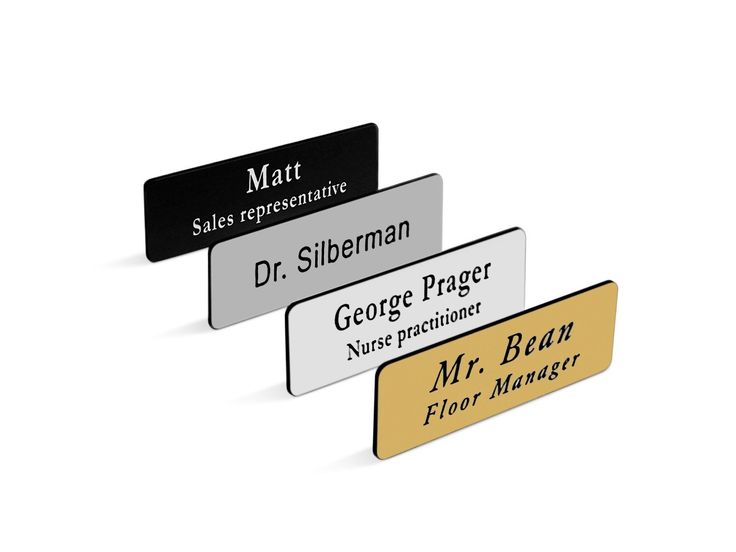 Matt
Sales representative
Dr. Silberman
George Prager
Nurse practitioner
Mr. Bean
Floor Manager